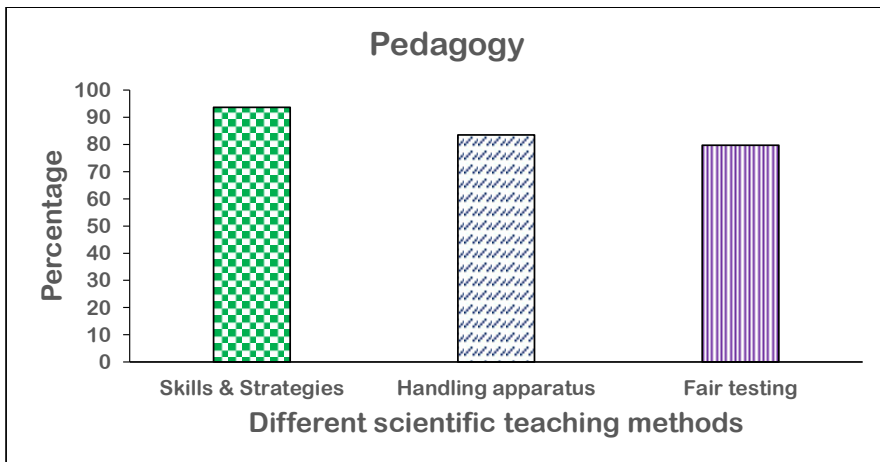 Pedagogy
Percentage
100
90
80
70
60
50
40
30
20
10
0
Skills & Strategies Handling apparatus Fair testing
Different scientific teaching methods